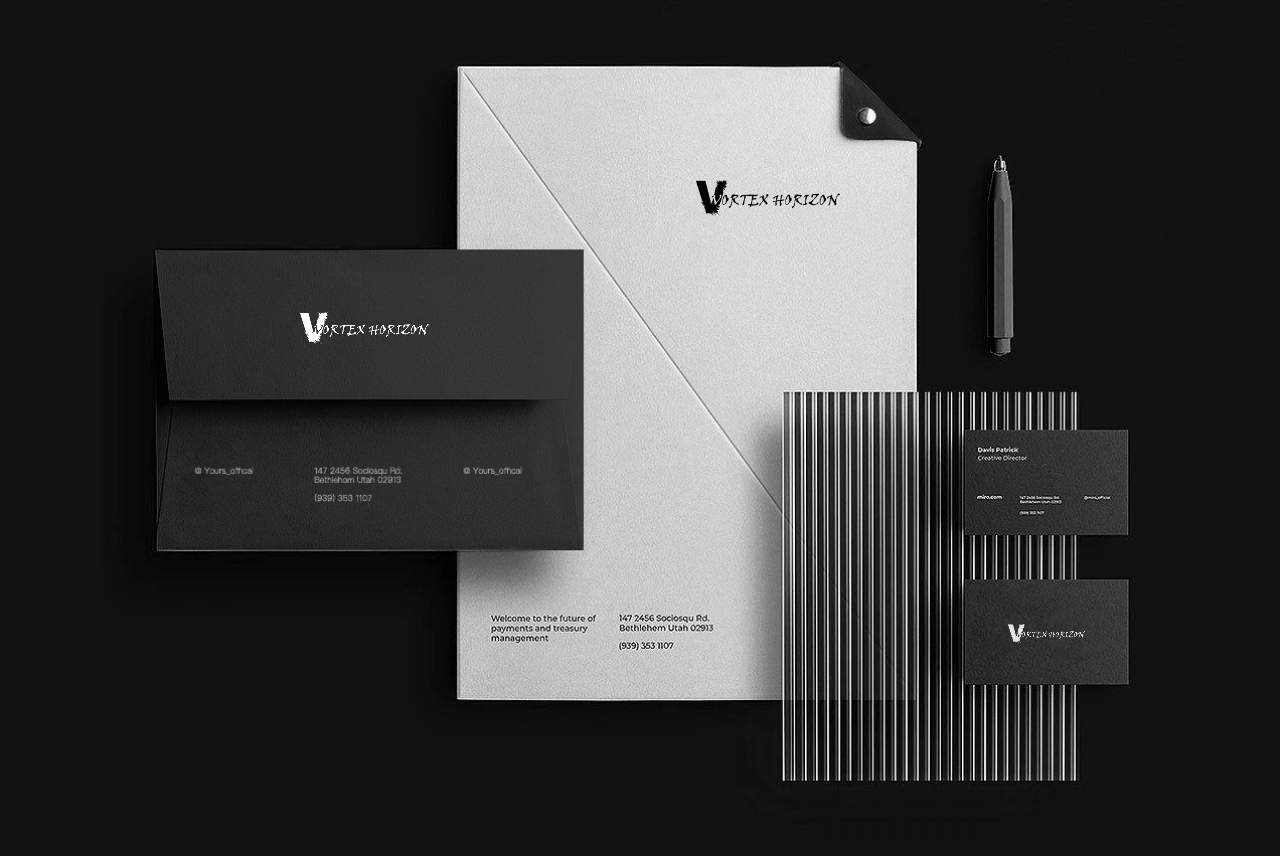 VORTEX HORIZON
VORTEX HORIZON
@ Yours_offical
147 2456 Sociosqu Rd.
Bethlehom Utah 02913
(939) 353 1107
@ Yours_offical
Welcome to the future of
payments and treasury
management
147 2456 Sociosqu Rd.
Bethlehem Utah 02913
(939) 353 1107
Davis Patrick
Creative Director
miro.com
147 2456 Sociosqu Rd.
Bethlehem Utah 02913
(939) 353 1107
@miro_official
VORTEX HORIZON